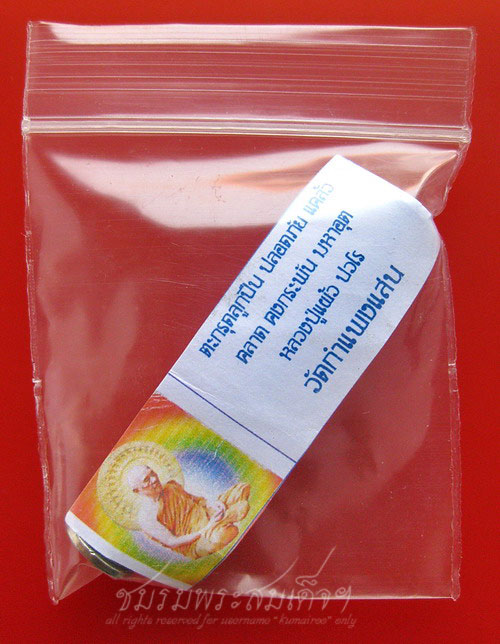 ตะกรุดลูกปืน ปลอดภัย แคล้ว
คลาด คงกระพัน มหาอุด
หลวงปู่แผ้ว ปวโร
วัดกำแพงแสน
ชมรมพระสมเด็จฯ
all rights reserved for username "kumairoo" only